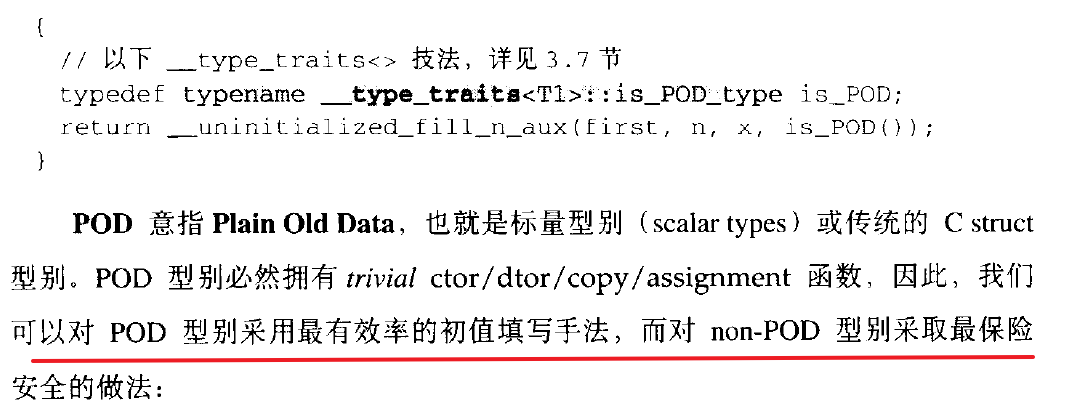 {
// 以下 __type_traits<> 技法，详见 3.7 节
typedef typename __type_traits<T1>::is_POD_type is_POD;
return __uninitialized_fill_n_aux(first, n, x, is_POD());
}
POD 意指 Plain Old Data，也就是标量型别（scalar types）或传统的 C struct
型别。POD 型别必然拥有 trivial ctor/dtor/copy/assignment 函数，因此，我们
可以对 POD 型别采用最有效率的初值填写手法，而对 non-POD 型别采取最保险
安全的做法：